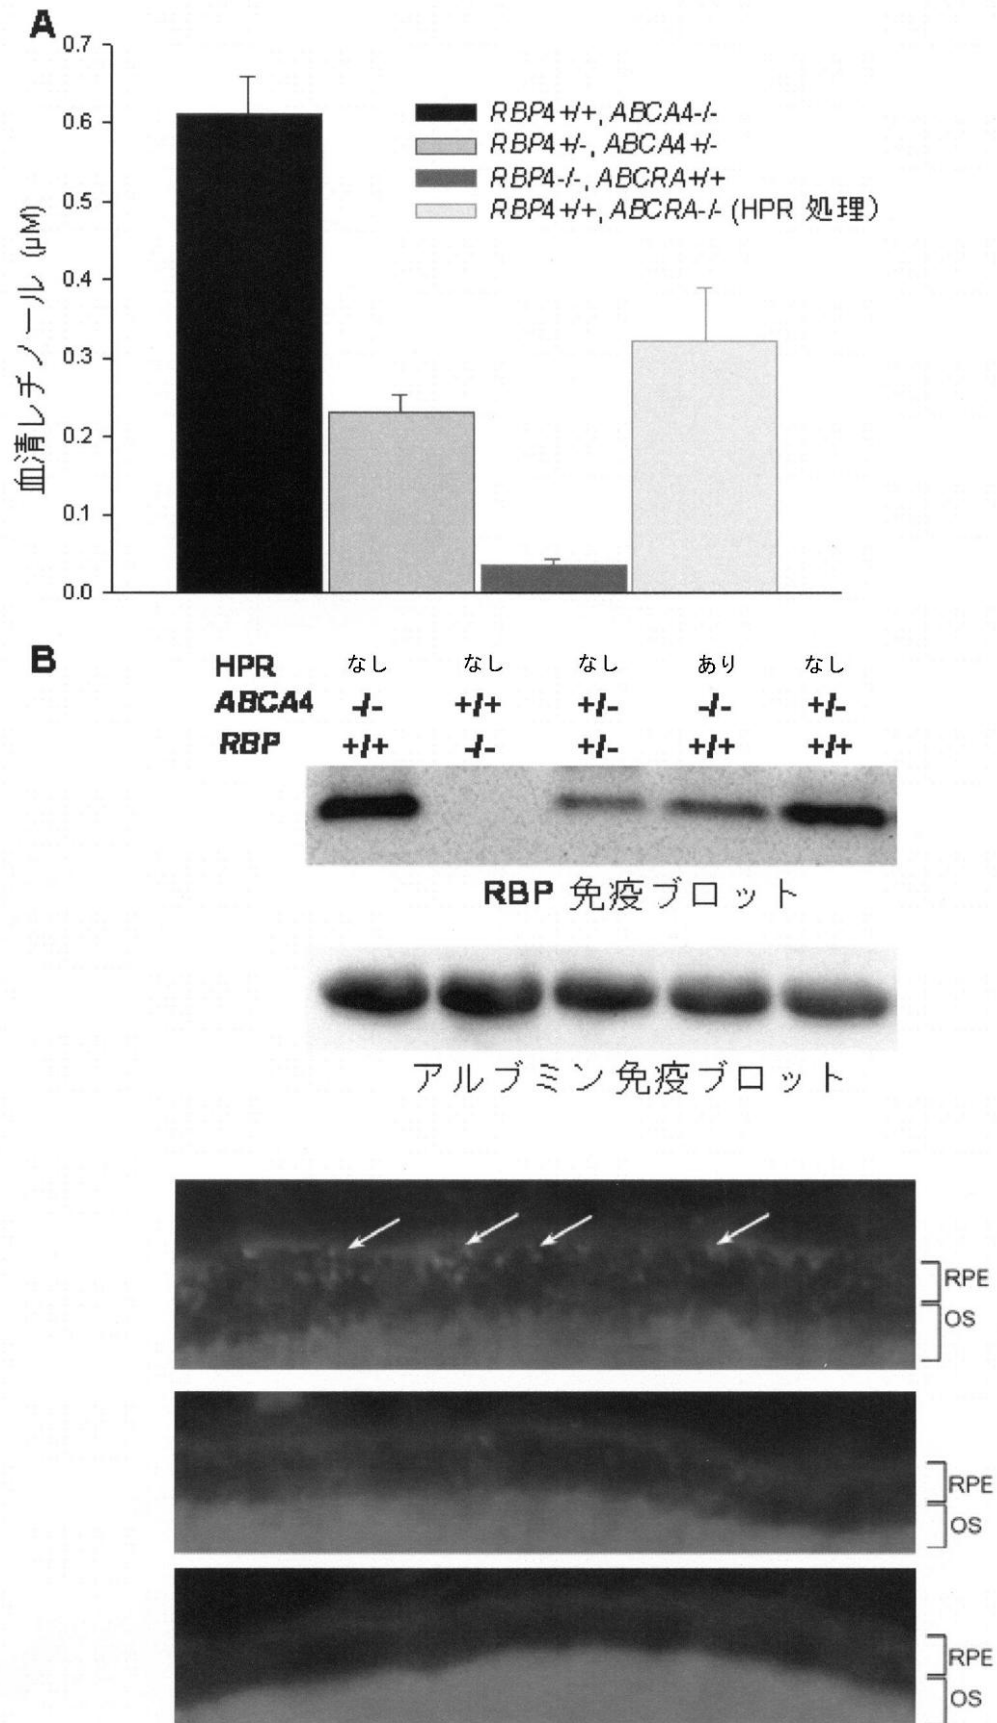 A
0.7
0.6
0.5
0.4
0.3
0.2
0.1
0.0
血清レチノール (μM)
RBP4+/+, ABCA4-/-
RBP4+/-, ABCA4+/-
RBP4-/-, ABCRA+/+
RBP4+/+, ABCRA-/- (HPR 処理)
B
HPR なし なし なし あり なし
ABCA4 -/- +/+ +/- -/- +/-
RBP +/+ -/- +/- +/+ +/+
RBP 免疫ブロット
アルブミン免疫ブロット
RPE
OS
RPE
OS
RPE
OS